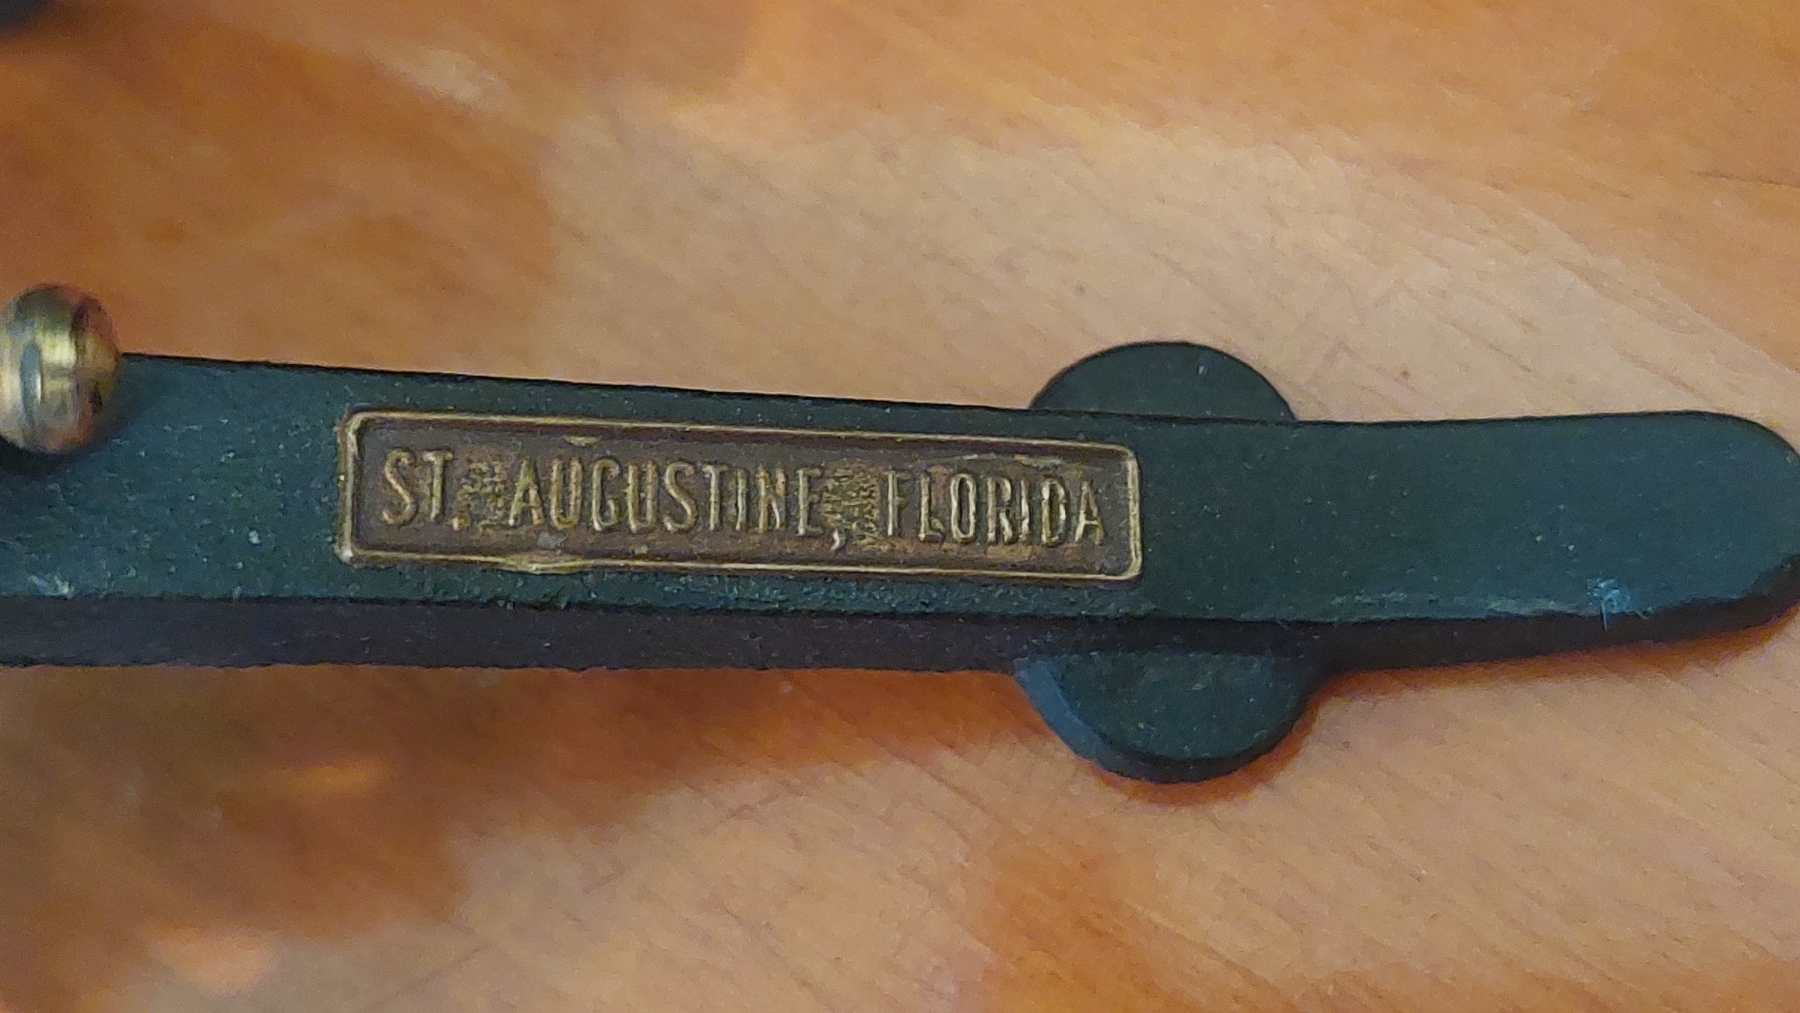 ST. AUGUSTINE, FLORIDA